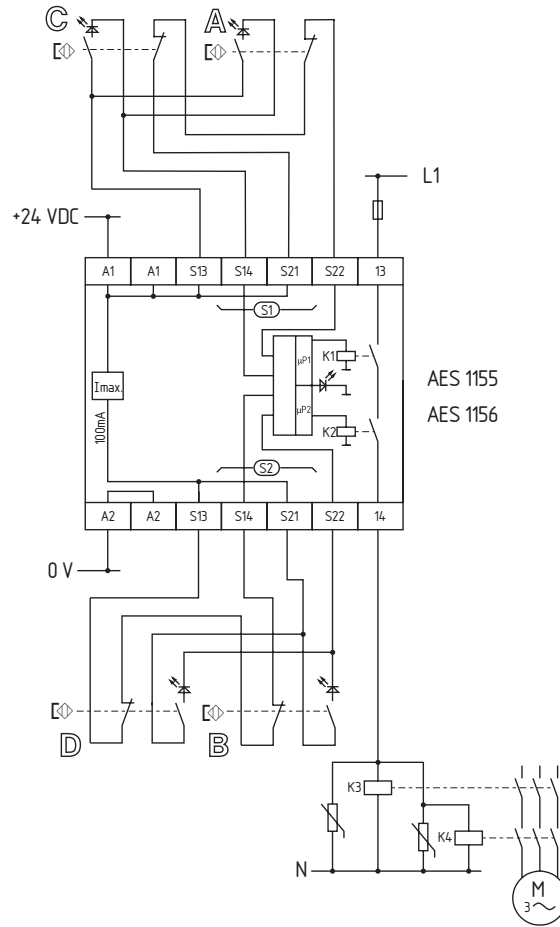 C A
L1
+24 VDC
A1 A1 S13 S14 S21 S22 13
S1
µP1 K1
Imax.
100mA
AES 1155
AES 1156
µP2 K2
S2
A2 A2 S13 S14 S21 S22 14
0 V
D B
K3
K4
N
M
3